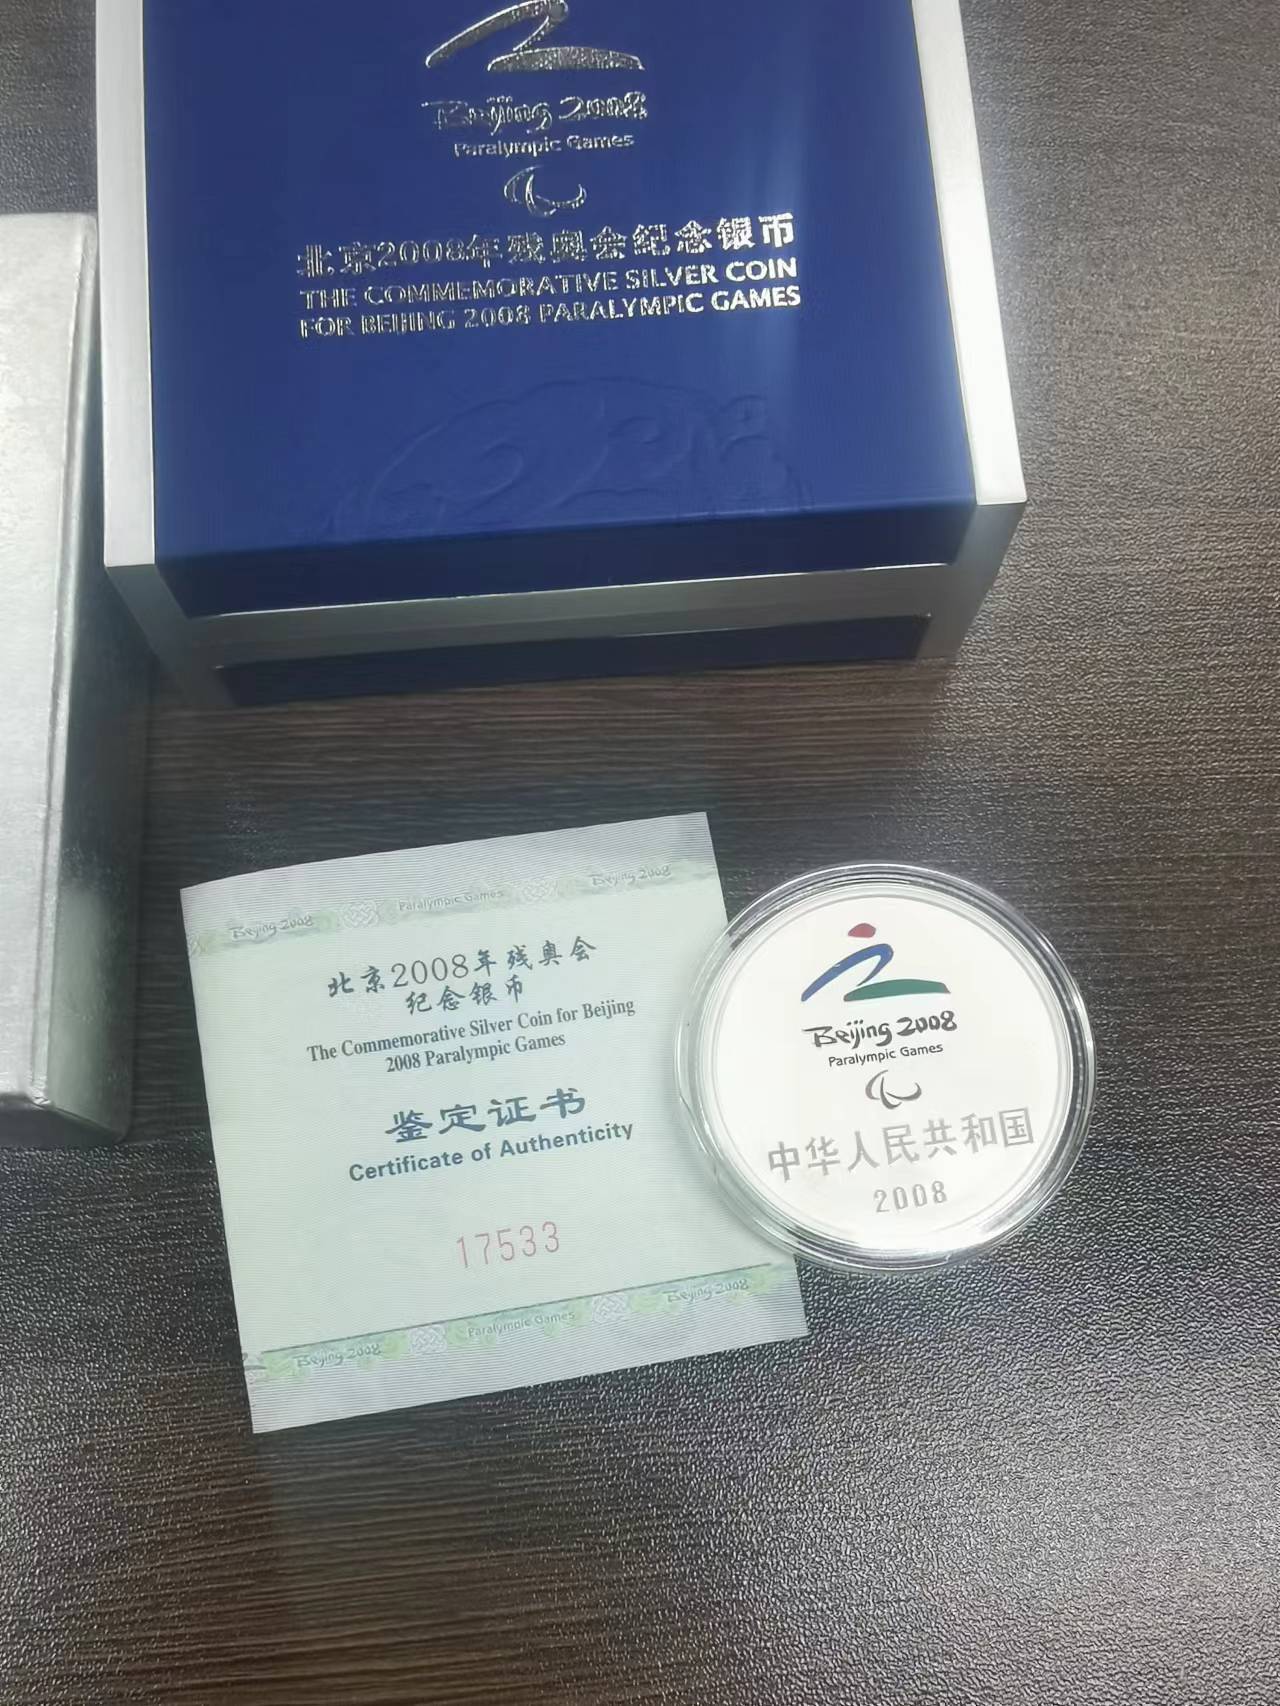 Beijing 2008
Paralympic Games
北京2008年残奥会纪念银币
THE COMMEMORATIVE SILVER COIN
FOR BEIJING 2008 PARALYMPIC GAMES
Beijing 2008
Paralympic Games
Beijing 2008
北京2008年残奥会
纪念银币
The Commemorative Silver Coin for Beijing
2008 Paralympic Games
鉴定证书
Certificate of Authenticity
17533
Beijing 2008
Paralympic Games
Beijing 2008
Beijing 2008
Paralympic Games
中华人民共和国
2008